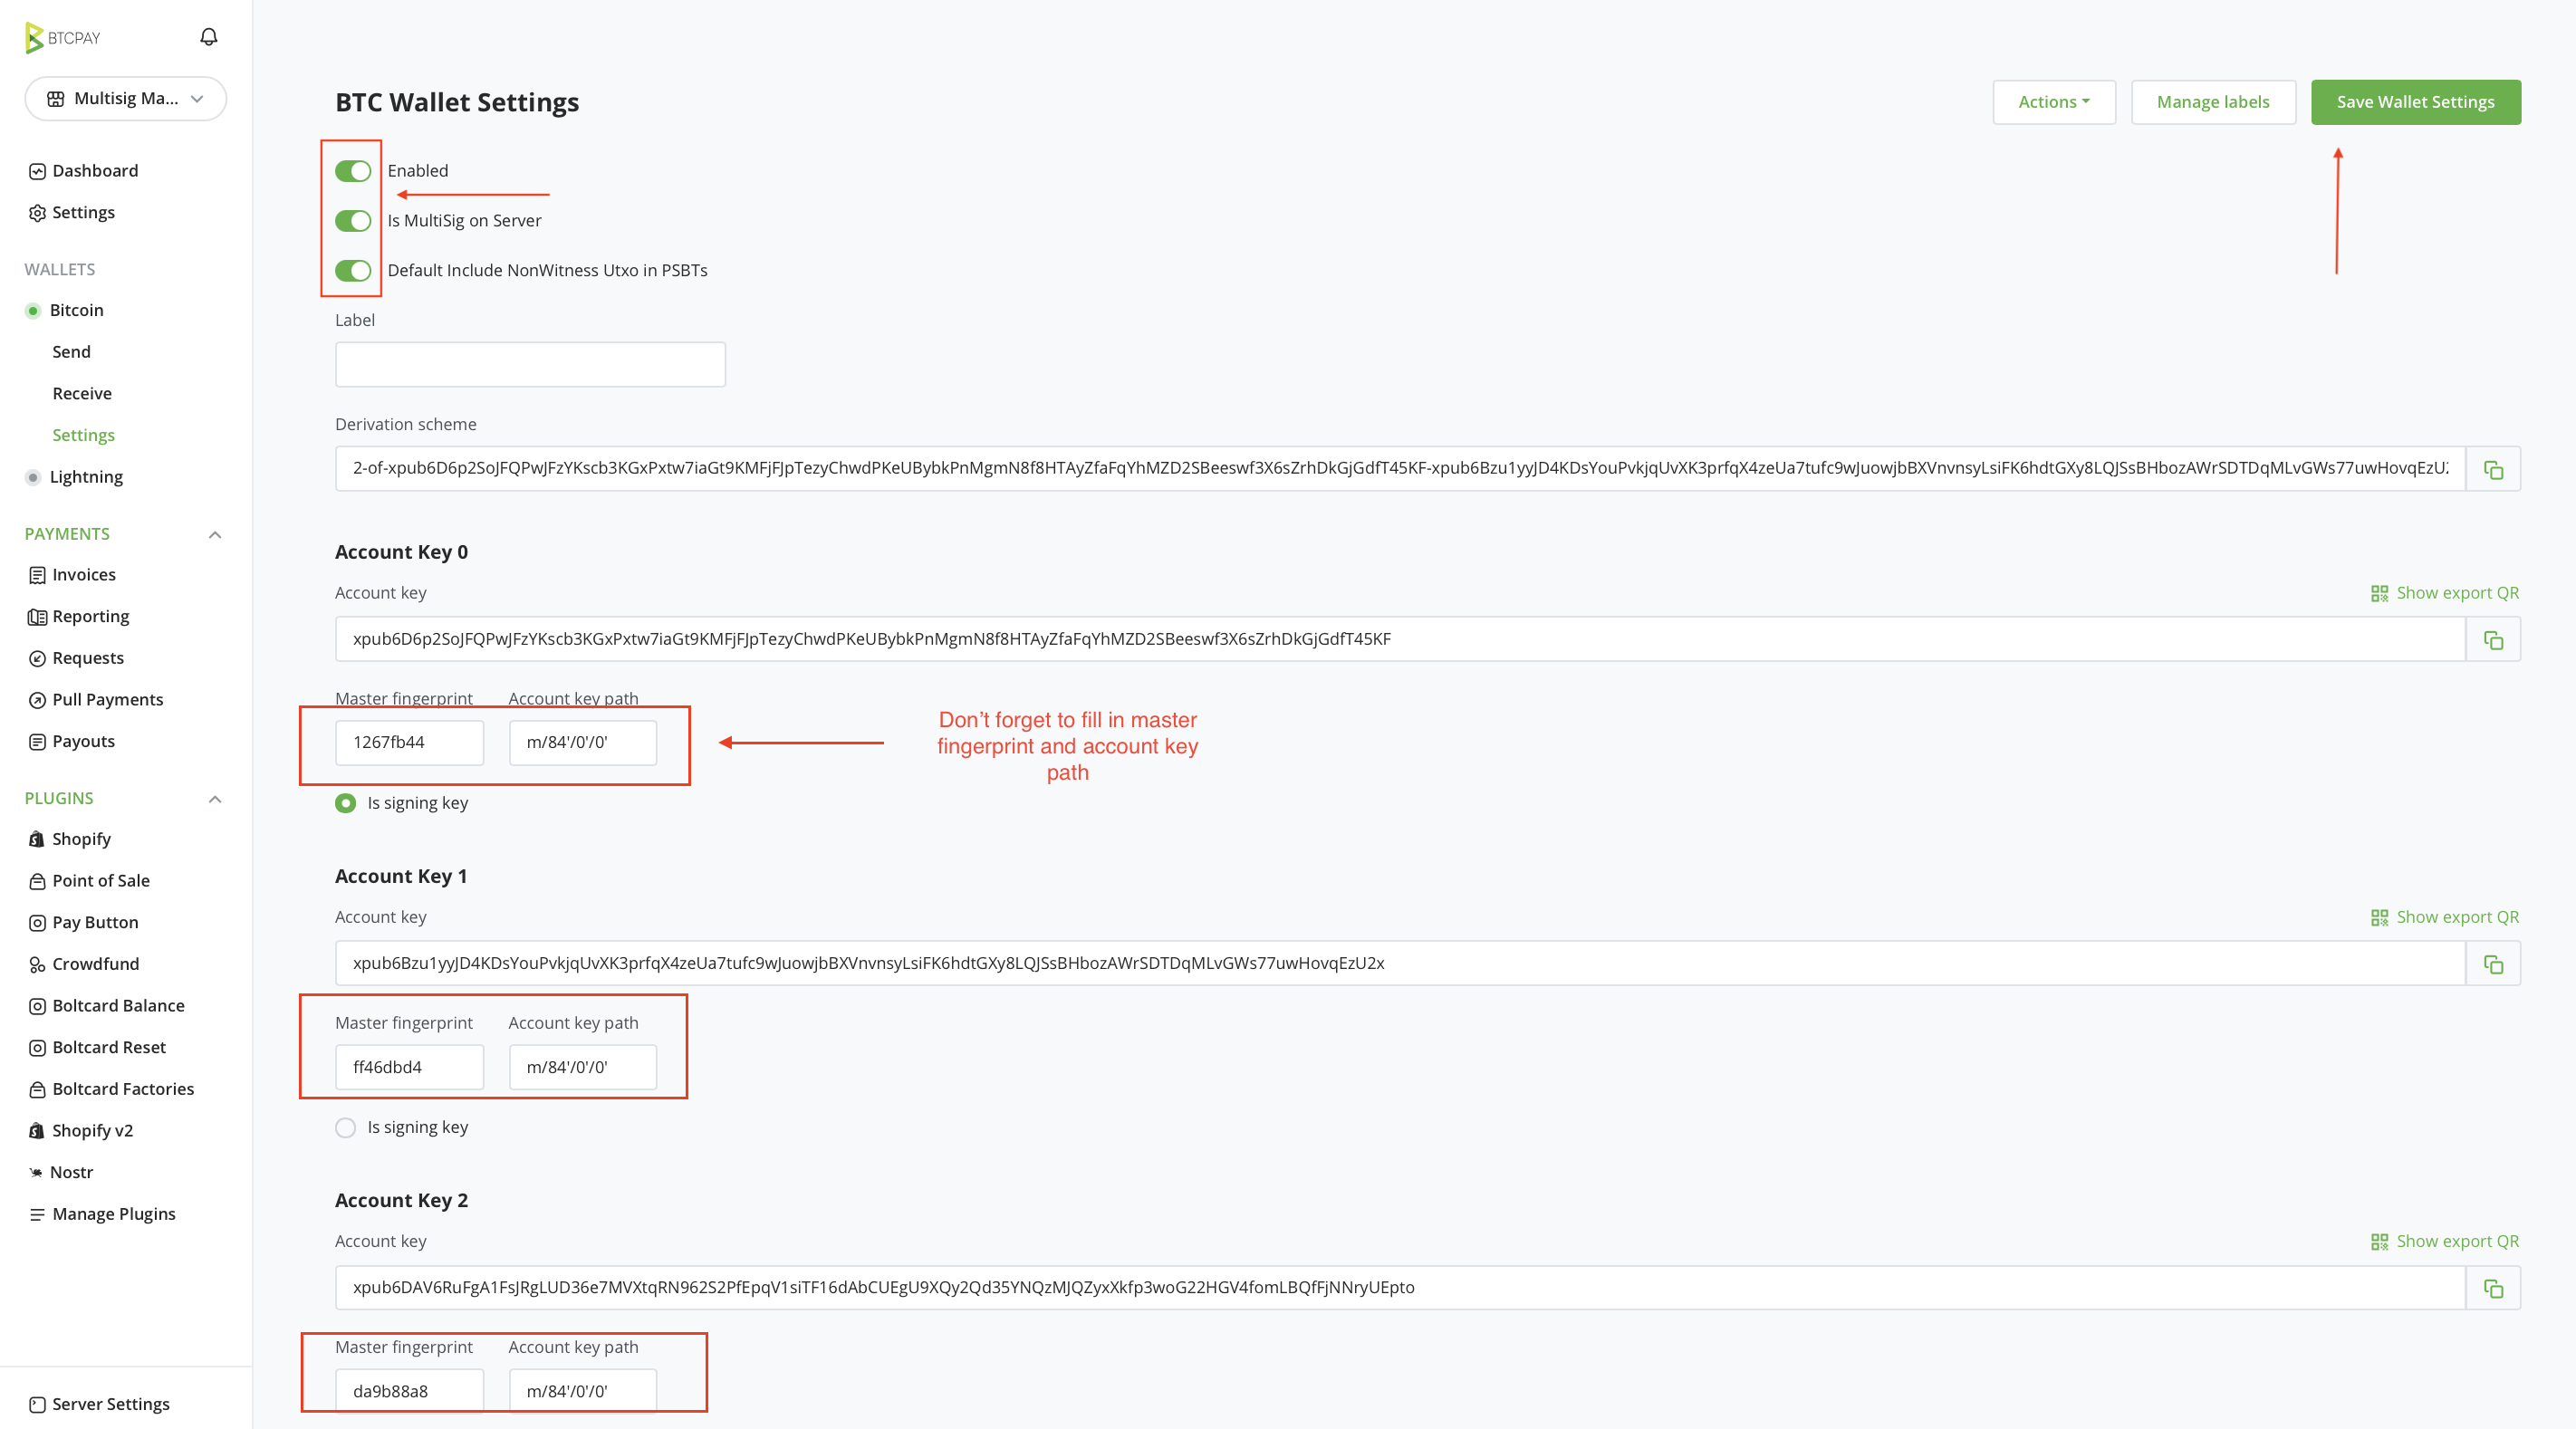 BTCPAY
Multisig Ma...
Dashboard
Settings
WALLETS
Bitcoin
Send
Receive
Settings
Lightning
PAYMENTS
Invoices
Reporting
Requests
Pull Payments
Payouts
PLUGINS
Shopify
Point of Sale
Pay Button
Crowdfund
Boltcard Balance
Boltcard Reset
Boltcard Factories
Shopify v2
Nostr
Manage Plugins
Server Settings
BTC Wallet Settings
Actions
Manage labels
Save Wallet Settings
Enabled
Is MultiSig on Server
Default Include NonWitness Utxo in PSBTs
Label
Derivation scheme
2-of-xpub6D6p2SoJFQPwJFzYKscb3KGxPxtw7iaGt9KMFjFJpTezyChwdPKeUBybkPnMgmN8f8HTAyZfaFqYhMZD2SBeeswf3X6sZrhDkGjGdfT45KF-xpub6Bzu1yyJD4KDsYouPvkjqUvXK3prfqX4zeUa7tufc9wJuowjbBXVnvnsyLsiFK6hdtGXy8LQJSsBHbozAWrSDTDqMLvGWs77uwHovqEzU2
Account Key 0
Account key
Show export QR
xpub6D6p2SoJFQPwJFzYKscb3KGxPxtw7iaGt9KMFjFJpTezyChwdPKeUBybkPnMgmN8f8HTAyZfaFqYhMZD2SBeeswf3X6sZrhDkGjGdfT45KF
Master fingerprint Account key path
1267fb44 m/84'/0'/0'
Don't forget to fill in master
fingerprint and account key
path
Is signing key
Account Key 1
Account key
Show export QR
xpub6Bzu1yyJD4KDsYouPvkjqUvXK3prfqX4zeUa7tufc9wJuowjbBXVnvnsyLsiFK6hdtGXy8LQJSsBHbozAWrSDTDqMLvGWs77uwHovqEzU2x
Master fingerprint Account key path
ff46dbd4 m/84'/0'/0'
Is signing key
Account Key 2
Account key
Show export QR
xpub6DAV6RuFgA1FsJRgLUD36e7MVXtqRN962S2PfEpqV1siTF16dAbCUEgU9XQy2Qd35YNQzMJQZyxXkfp3woG22HGV4fomLBQfFjNNryUEpto
Master fingerprint Account key path
da9b88a8 m/84'/0'/0'